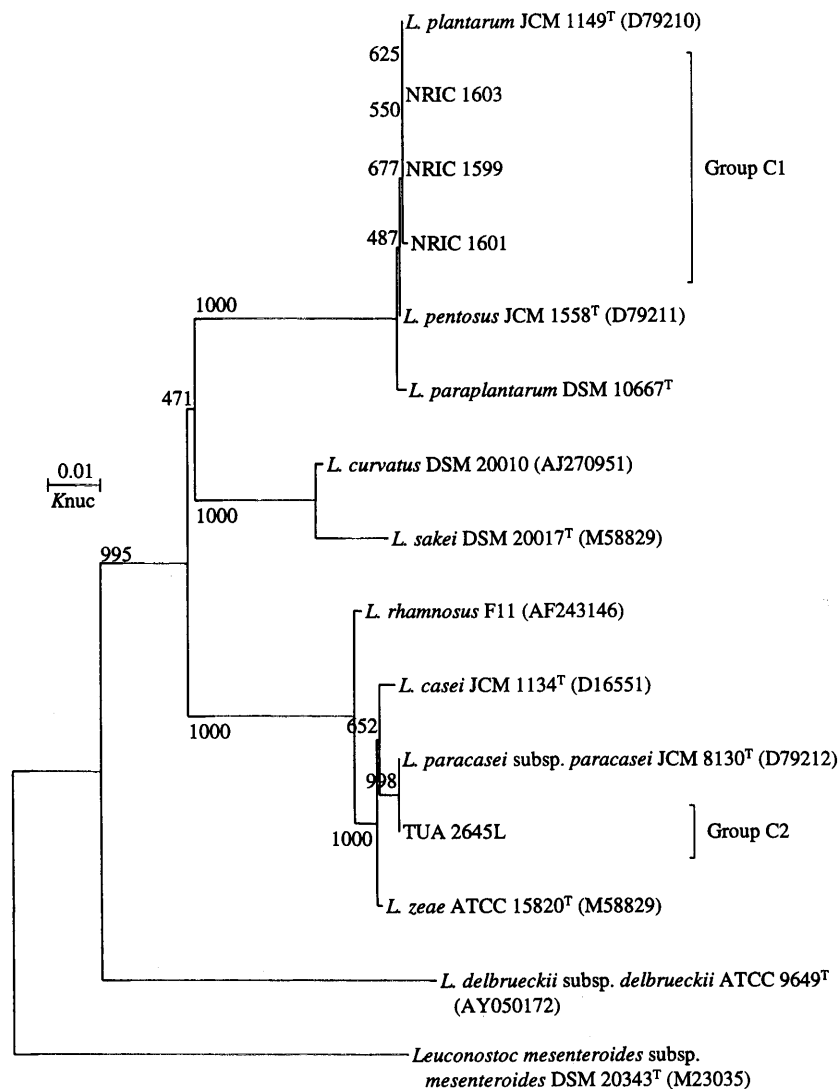 L. plantarum JCM 1149T (D79210)
625
NRIC 1603
550
677 NRIC 1599
Group C1
487
NRIC 1601
1000
L. pentosus JCM 1558T (D79211)
L. paraplantarum DSM 10667T
471
L. curvatus DSM 20010 (AJ270951)
0.01
Knuc
1000
L. sakei DSM 20017T (M58829)
995
L. rhamnosus F11 (AF243146)
L. casei JCM 1134T (D16551)
652
1000
L. paracasei subsp. paracasei JCM 8130T (D79212)
998
TUA 2645L
Group C2
1000
L. zeae ATCC 15820T (M58829)
L. delbrueckii subsp. delbrueckii ATCC 9649T
(AY050172)
Leuconostoc mesenteroides subsp.
mesenteroides DSM 20343T (M23035)